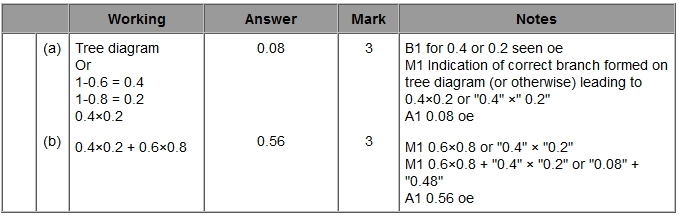 Working Answer Mark Notes
(a) Tree diagram 0.08 3 B1 for 0.4 or 0.2 seen oe
Or M1 Indication of correct branch formed on
1-0.6 = 0.4 tree diagram (or otherwise) leading to
1-0.8 = 0.2 0.4×0.2 or "0.4" ×" 0.2"
0.4×0.2 A1 0.08 oe
(b) 0.4×0.2 + 0.6×0.8 0.56 3 M1 0.6×0.8 or "0.4" × "0.2"
M1 0.6×0.8 + "0.4" × "0.2" or "0.08" +
"0.48"
A1 0.56 oe